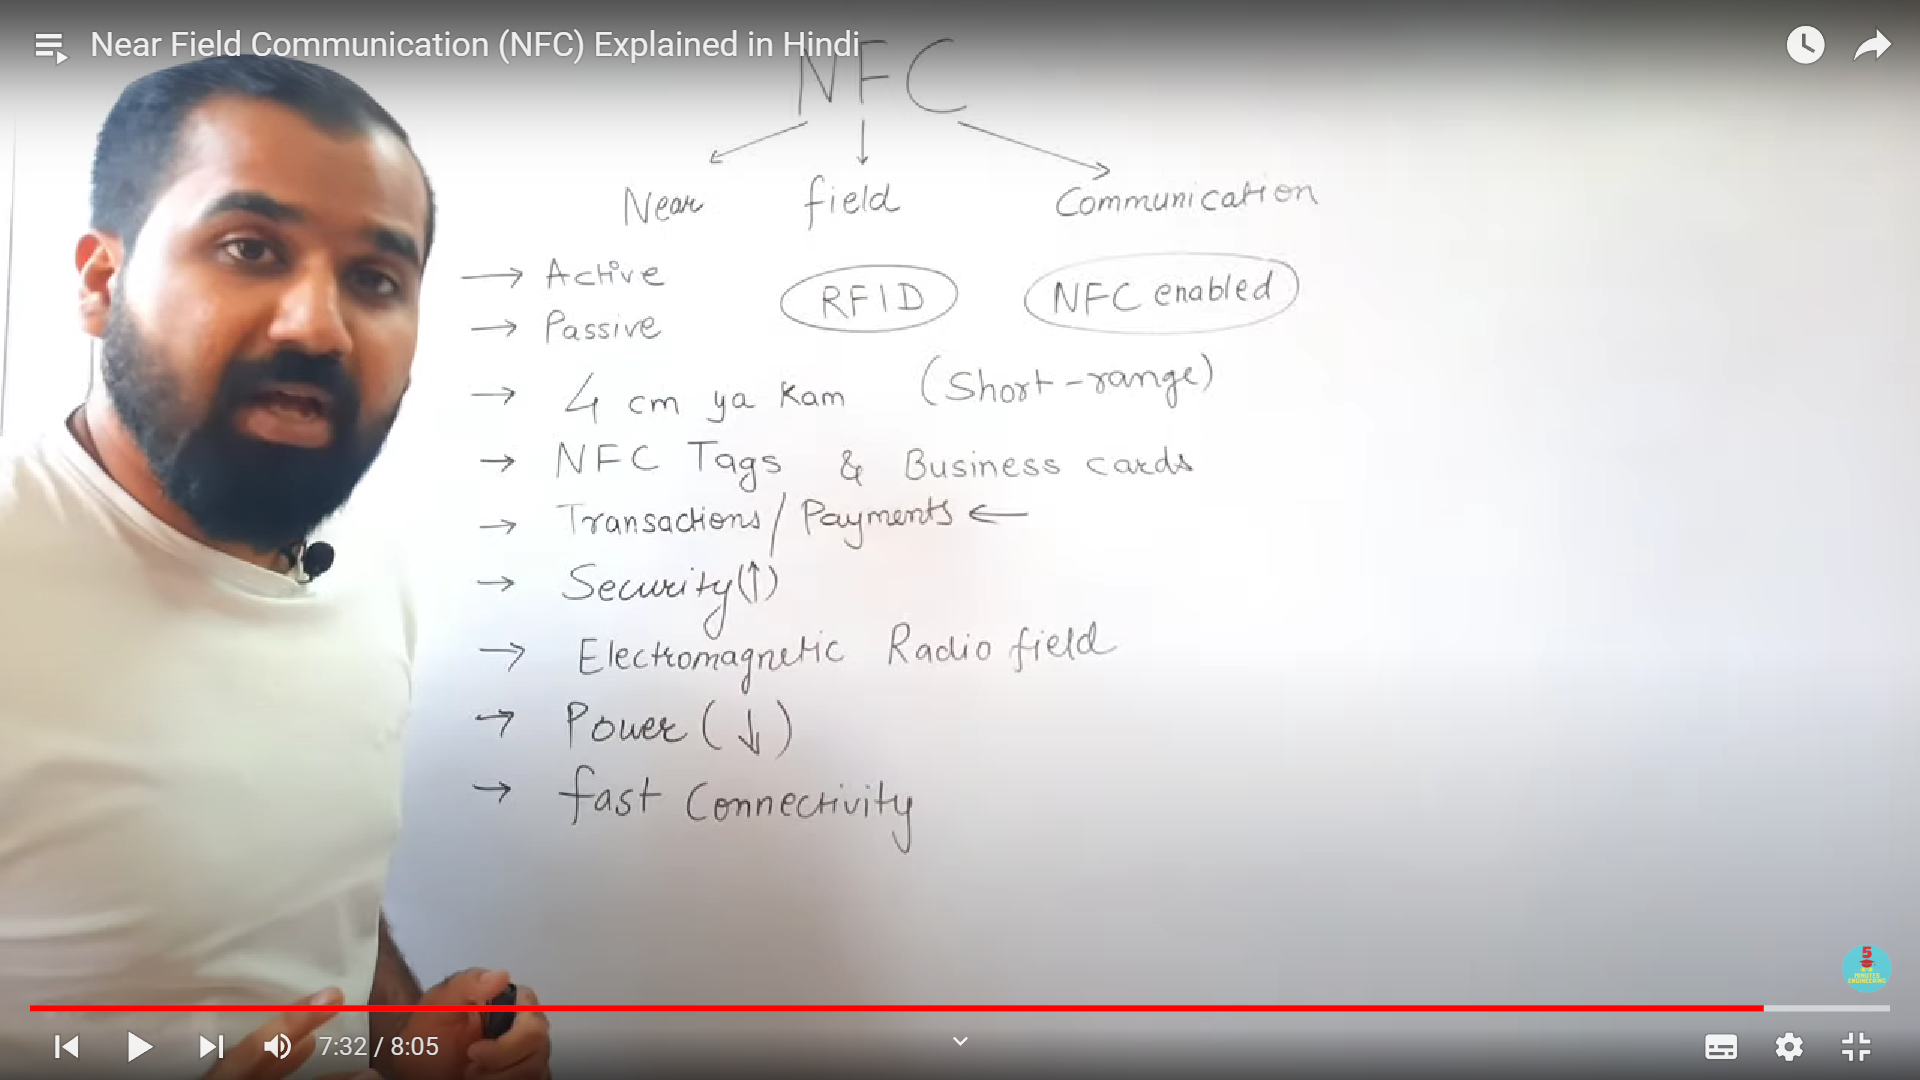 Near Field Communication (NFC) Explained in Hindi
NFC
Near field Communication
→ Active
RFID NFC enabled
→ Passive
→ 4 cm ya Kam (Short-range)
→ NFC Tags & Business cards
→ Transactions/Payments ←
→ Security(↑)
→ Electromagnetic Radio field
→ Power(↓)
→ fast Connectivity
5
MINUTES
ENGINEERING
7:32 / 8:05